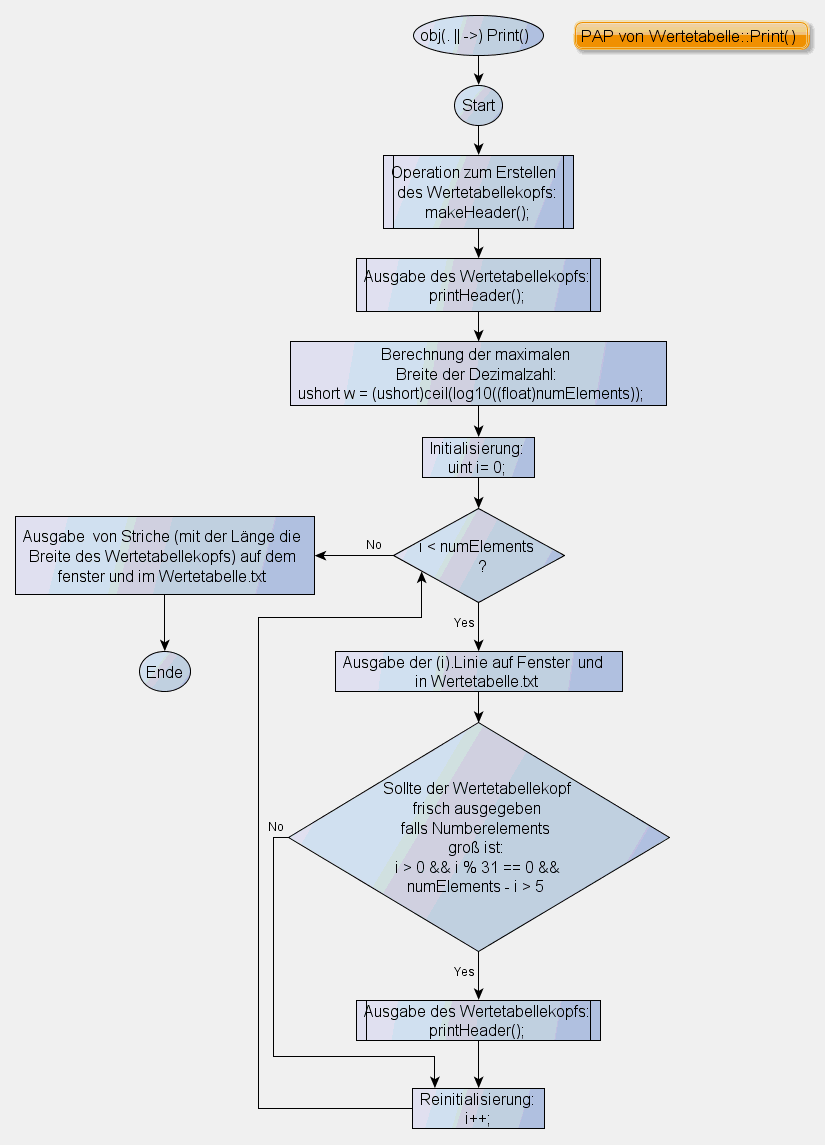 obj(. || ->) Print()
PAP von Wertetabelle::Print()
Start
Operation zum Erstellen
des Wertetabellekopfs:
makeHeader();
Ausgabe des Wertetabellekopfs:
printHeader();
Berechnung der maximalen
Breite der Dezimalzahl:
ushort w = (ushort)ceil(log10((float)numElements));
Initialisierung:
uint i= 0;
i < numElements
?
No
Ausgabe  von Striche (mit der Länge die
Breite des Wertetabellekopfs) auf dem
fenster und im Wertetabelle.txt
Ende
Yes
Ausgabe der (i).Linie auf Fenster  und
in Wertetabelle.txt
Sollte der Wertetabellekopf
frisch ausgegeben
falls Numberelements
groß ist:
i > 0 && i % 31 == 0 &&
numElements - i > 5
No
Yes
Ausgabe des Wertetabellekopfs:
printHeader();
Reinitialisierung:
i++;